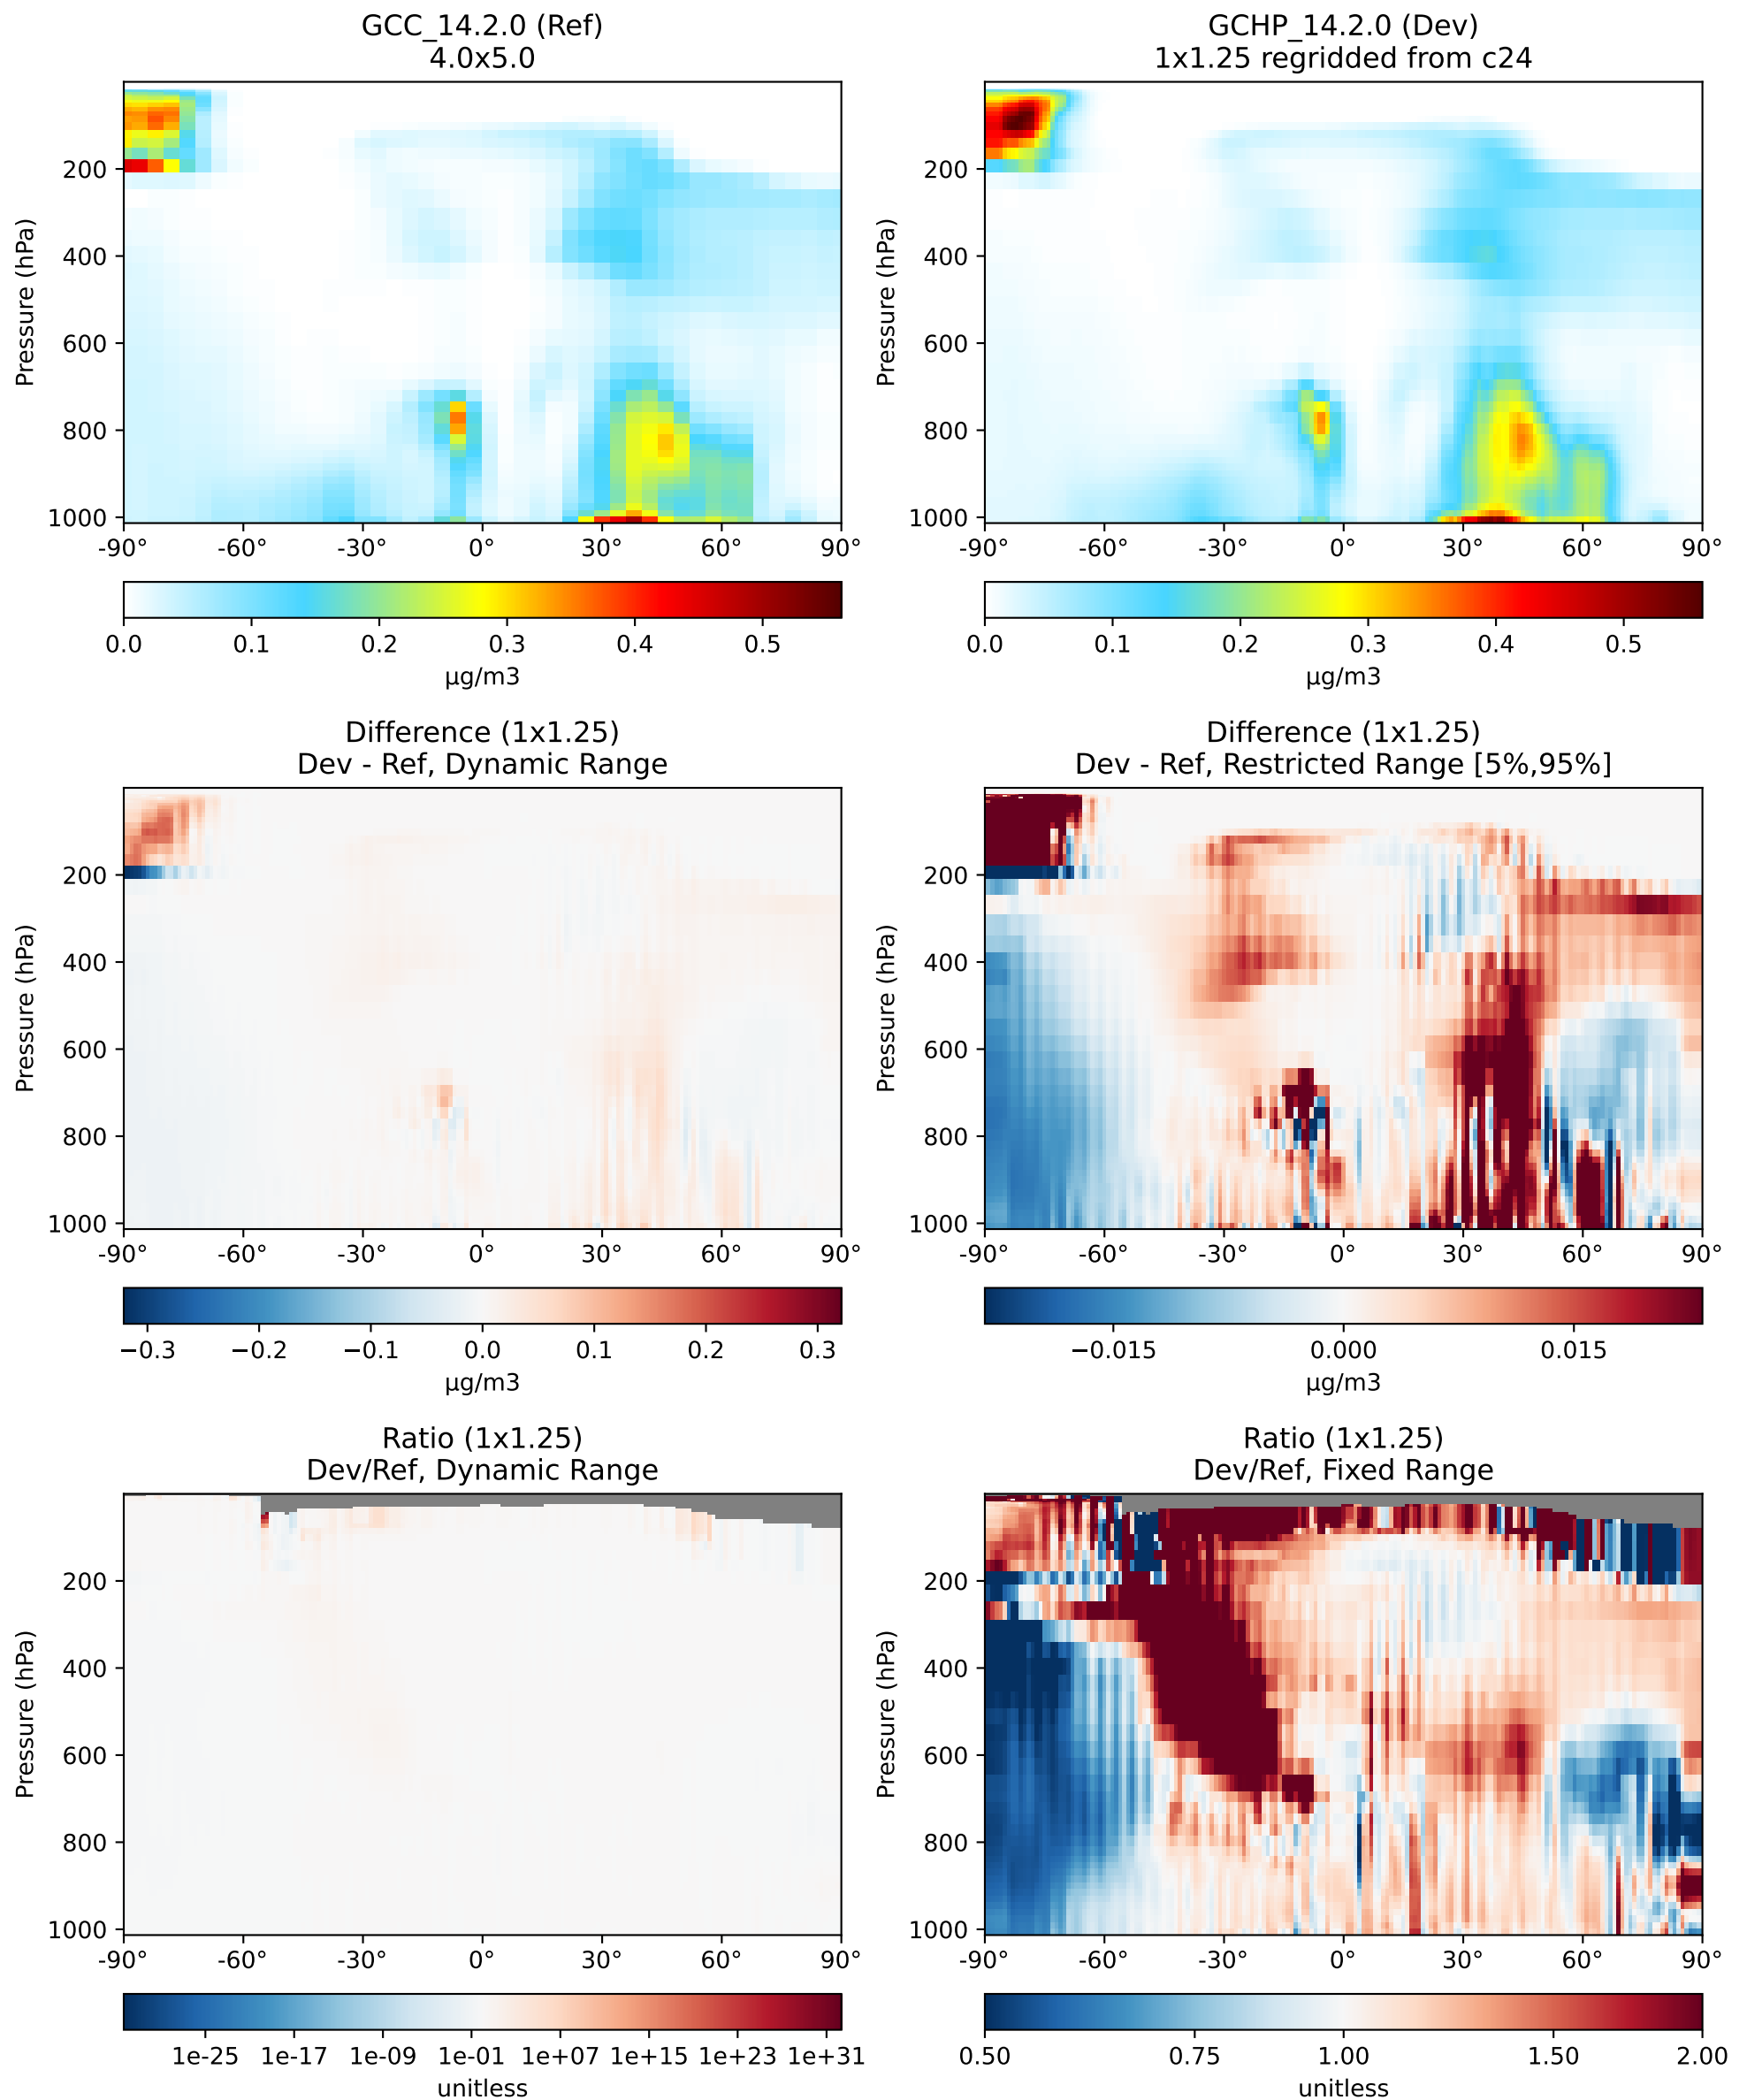 GCC_14.2.0 (Ref)
4.0x5.0
GCHP_14.2.0 (Dev)
1x1.25 regridded from c24
Pressure (hPa)
200
400
600
800
1000
-90° -60° -30° 0° 30° 60° 90°
0.0 0.1 0.2 0.3 0.4 0.5
μg/m3
Pressure (hPa)
200
400
600
800
1000
-90° -60° -30° 0° 30° 60° 90°
0.0 0.1 0.2 0.3 0.4 0.5
μg/m3
Difference (1x1.25)
Dev - Ref, Dynamic Range
Pressure (hPa)
200
400
600
800
1000
-90° -60° -30° 0° 30° 60° 90°
−0.3 −0.2 −0.1 0.0 0.1 0.2 0.3
μg/m3
Difference (1x1.25)
Dev - Ref, Restricted Range [5%,95%]
Pressure (hPa)
200
400
600
800
1000
-90° -60° -30° 0° 30° 60° 90°
−0.015 0.000 0.015
μg/m3
Ratio (1x1.25)
Dev/Ref, Dynamic Range
Pressure (hPa)
200
400
600
800
1000
-90° -60° -30° 0° 30° 60° 90°
1e-25 1e-17 1e-09 1e-01 1e+07 1e+15 1e+23 1e+31
unitless
Ratio (1x1.25)
Dev/Ref, Fixed Range
Pressure (hPa)
200
400
600
800
1000
-90° -60° -30° 0° 30° 60° 90°
0.50 0.75 1.00 1.50 2.00
unitless